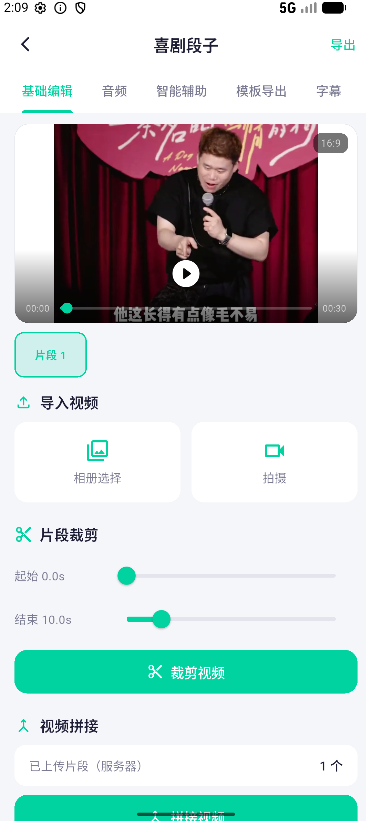 2:09
5G
喜剧段子
导出
基础编辑 音频 智能辅助 模板导出 字幕
16:9
00:00
00:30
他这长得有点像毛不易
片段 1
导入视频
相册选择 拍摄
片段裁剪
起始 0.0s
结束 10.0s
裁剪视频
视频拼接
已上传片段（服务器） 1 个
拼接视频